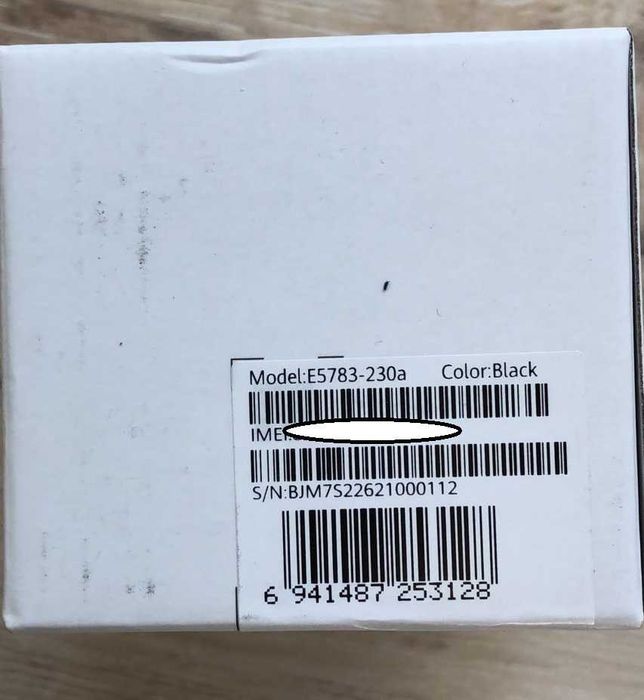 Model:E5783-230a Color:Black
IMEI:
S/N:BJM7S22621000112
6 941487 253128